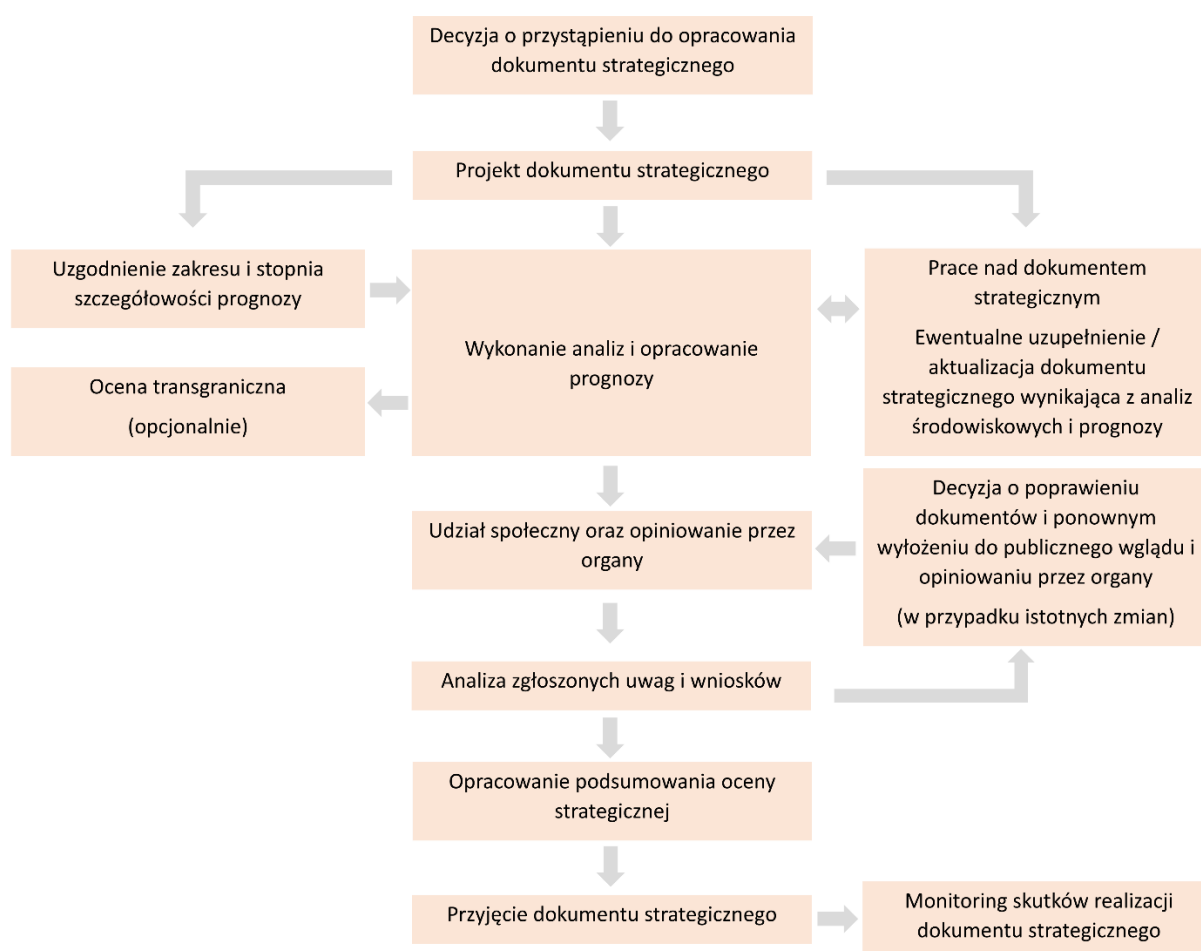 Decyzja o przystąpieniu do opracowania
dokumentu strategicznego
Projekt dokumentu strategicznego
Uzgodnienie zakresu i stopnia
szczegółowości prognozy
Wykonanie analiz i opracowanie
prognozy
Prace nad dokumentem
strategicznym
Ewentualne uzupełnienie /
aktualizacja dokumentu
strategicznego wynikająca z analiz
środowiskowych i prognozy
Ocena transgraniczna
(opcjonalnie)
Udział społeczny oraz opiniowanie przez
organy
Decyzja o poprawieniu
dokumentów i ponownym
wyłożeniu do publicznego wglądu i
opiniowaniu przez organy
(w przypadku istotnych zmian)
Analiza zgłoszonych uwag i wniosków
Opracowanie podsumowania oceny
strategicznej
Przyjęcie dokumentu strategicznego
Monitoring skutków realizacji
dokumentu strategicznego